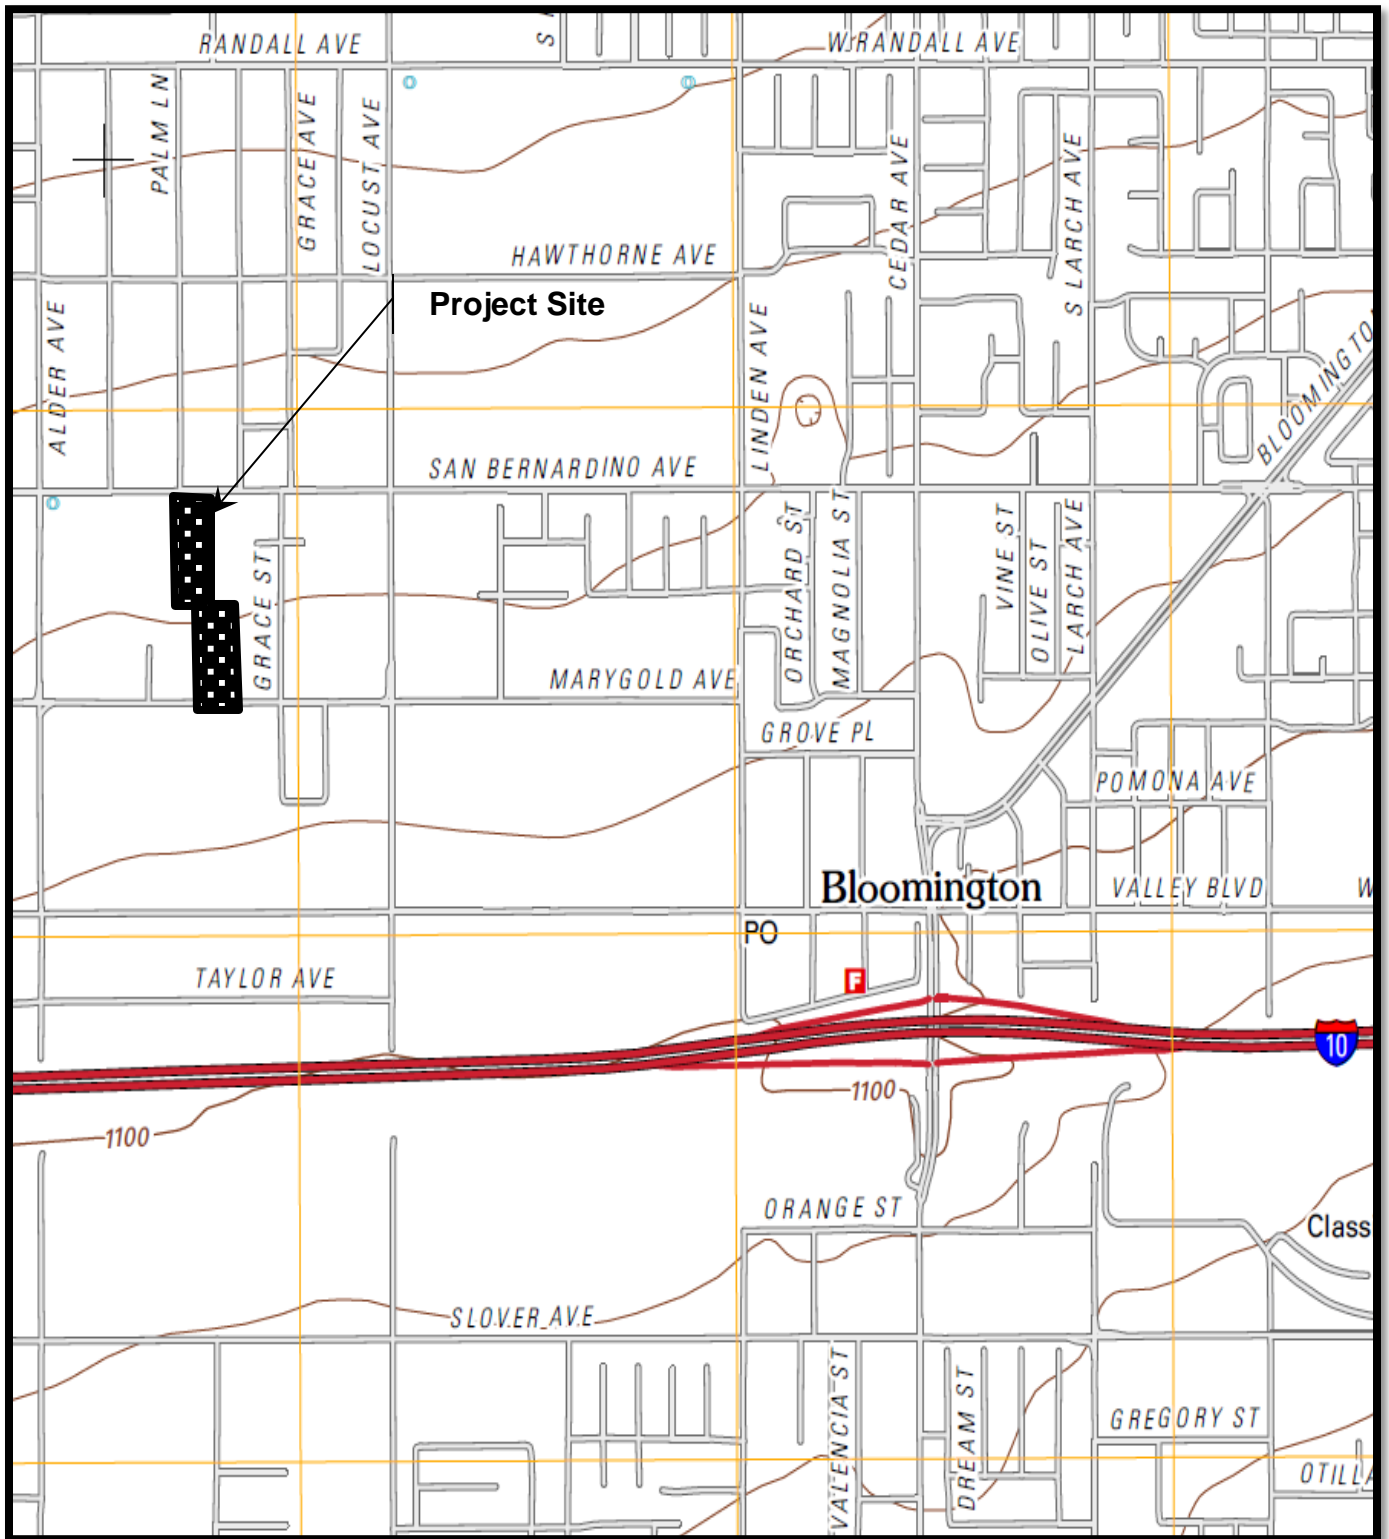 RANDALL AVE
S
W RANDALL AVE
PALM LN
GRACE AVE
LOCUST AVE
CEDAR AVE
S LARCH AVE
HAWTHORNE AVE
Project Site
ALDER AVE
LINDEN AVE
BLOOMINGTO
SAN BERNARDINO AVE
GRACE ST
ORCHARD ST
MAGNOLIA ST
VINE ST
OLIVE ST
LARCH AVE
MARYGOLD AVE
GROVE PL
POMONA AVE
Bloomington
VALLEY BLVD
W
PO
F
TAYLOR AVE
10
1100
1100
ORANGE ST
Class
SLOVER AVE
VALENCIA ST
DREAM ST
GREGORY ST
OTILLA